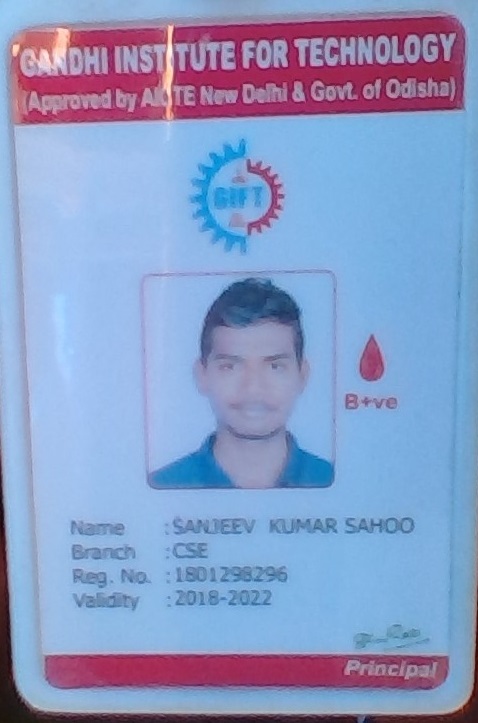 GANDHI INSTITUTE FOR TECHNOLOGY
(Approved by AICTE New Delhi & Govt. of Odisha)
GIFT
B+ve
Name : SANJEEV KUMAR SAHOO
Branch : CSE
Reg. No. : 1801298296
Validity : 2018-2022
Principal